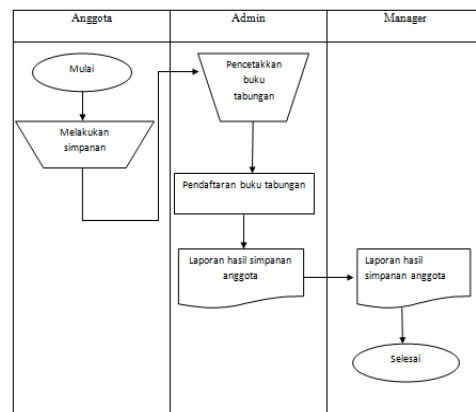 Anggota
Admin
Manager
Mulai
Melakukan
simpanan
Pencetakkan
buku
tabungan
Pendaftaran buku tabungan
Laporan hasil simpanan
anggota
Laporan hasil
simpanan anggota
Selesai